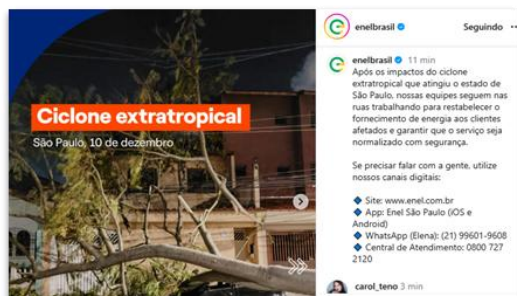 Ciclone extratropical
São Paulo, 10 de dezembro
enelbrasil
Seguindo
enelbrasil 11 min
Após os impactos do ciclone
extratropical que atingiu o estado de
São Paulo, nossas equipes seguem nas
ruas trabalhando para restabelecer o
fornecimento de energia aos clientes
afetados e garantir que o serviço seja
normalizado com segurança.
Se precisar falar com a gente, utilize
nossos canais digitais:
Site: www.enel.com.br
App: Enel São Paulo (iOS e
Android)
WhatsApp (Elena): (21) 99601-9608
Central de Atendimento: 0800 727
2120
carol_teno 3 min